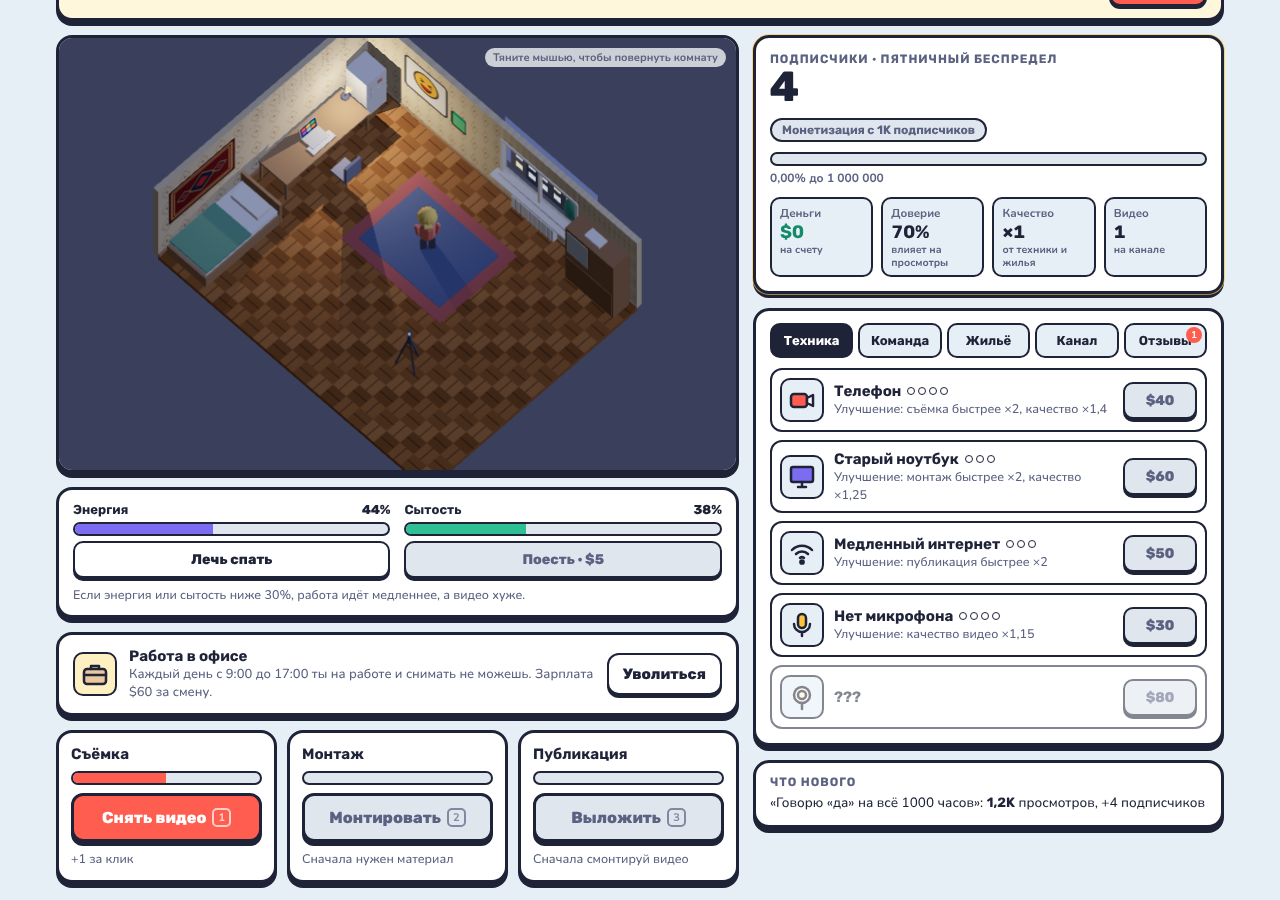 Тяните мышью, чтобы повернуть комнату
Энергия 44%
Сытость 38%
Лечь спать
Поесть · $5
Если энергия или сытость ниже 30%, работа идёт медленнее, а видео хуже.
Работа в офисе
Каждый день с 9:00 до 17:00 ты на работе и снимать не можешь. Зарплата
$60 за смену.
Уволиться
Съёмка
Снять видео 1
+1 за клик
Монтаж
Монтировать 2
Сначала нужен материал
Публикация
Выложить 3
Сначала смонтируй видео
ПОДПИСЧИКИ · ПЯТНИЧНЫЙ БЕСПРЕДЕЛ
4
Монетизация с 1K подписчиков
0,00% до 1 000 000
Деньги
$0
на счету
Доверие
70%
влияет на
просмотры
Качество
×1
от техники и
жилья
Видео
1
на канале
Техника
Команда
Жильё
Канал
Отзывы 1
Телефон
Улучшение: съёмка быстрее ×2, качество ×1,4
$40
Старый ноутбук
Улучшение: монтаж быстрее ×2, качество
×1,25
$60
Медленный интернет
Улучшение: публикация быстрее ×2
$50
Нет микрофона
Улучшение: качество видео ×1,15
$30
???
$80
ЧТО НОВОГО
«Говорю «да» на всё 1000 часов»: 1,2K просмотров, +4 подписчиков